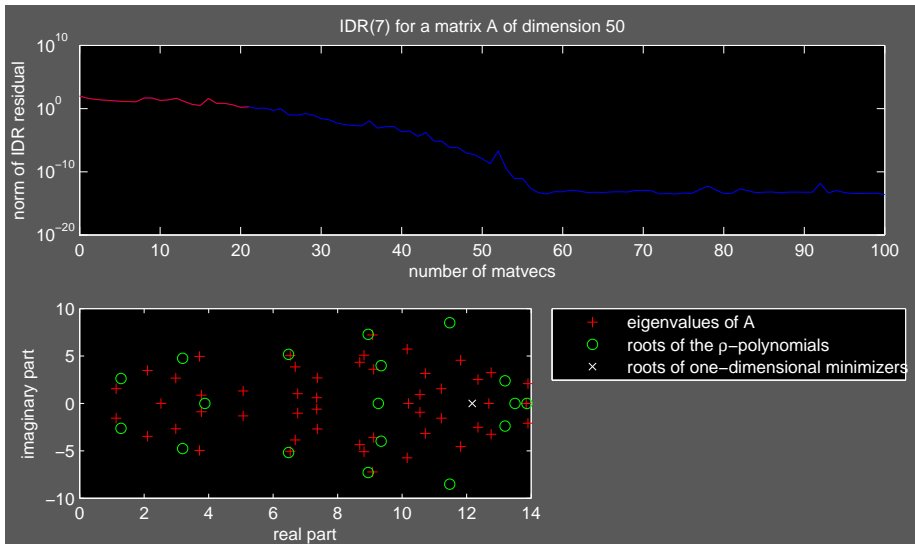 IDR(7) for a matrix A of dimension 50
10^10
10^0
10^-10
10^-20
norm of IDR residual
0 10 20 30 40 50 60 70 80 90 100
number of matvecs
10
5
0
-5
-10
imaginary part
0 2 4 6 8 10 12 14
real part
eigenvalues of A
roots of the ρ-polynomials
roots of one-dimensional minimizers